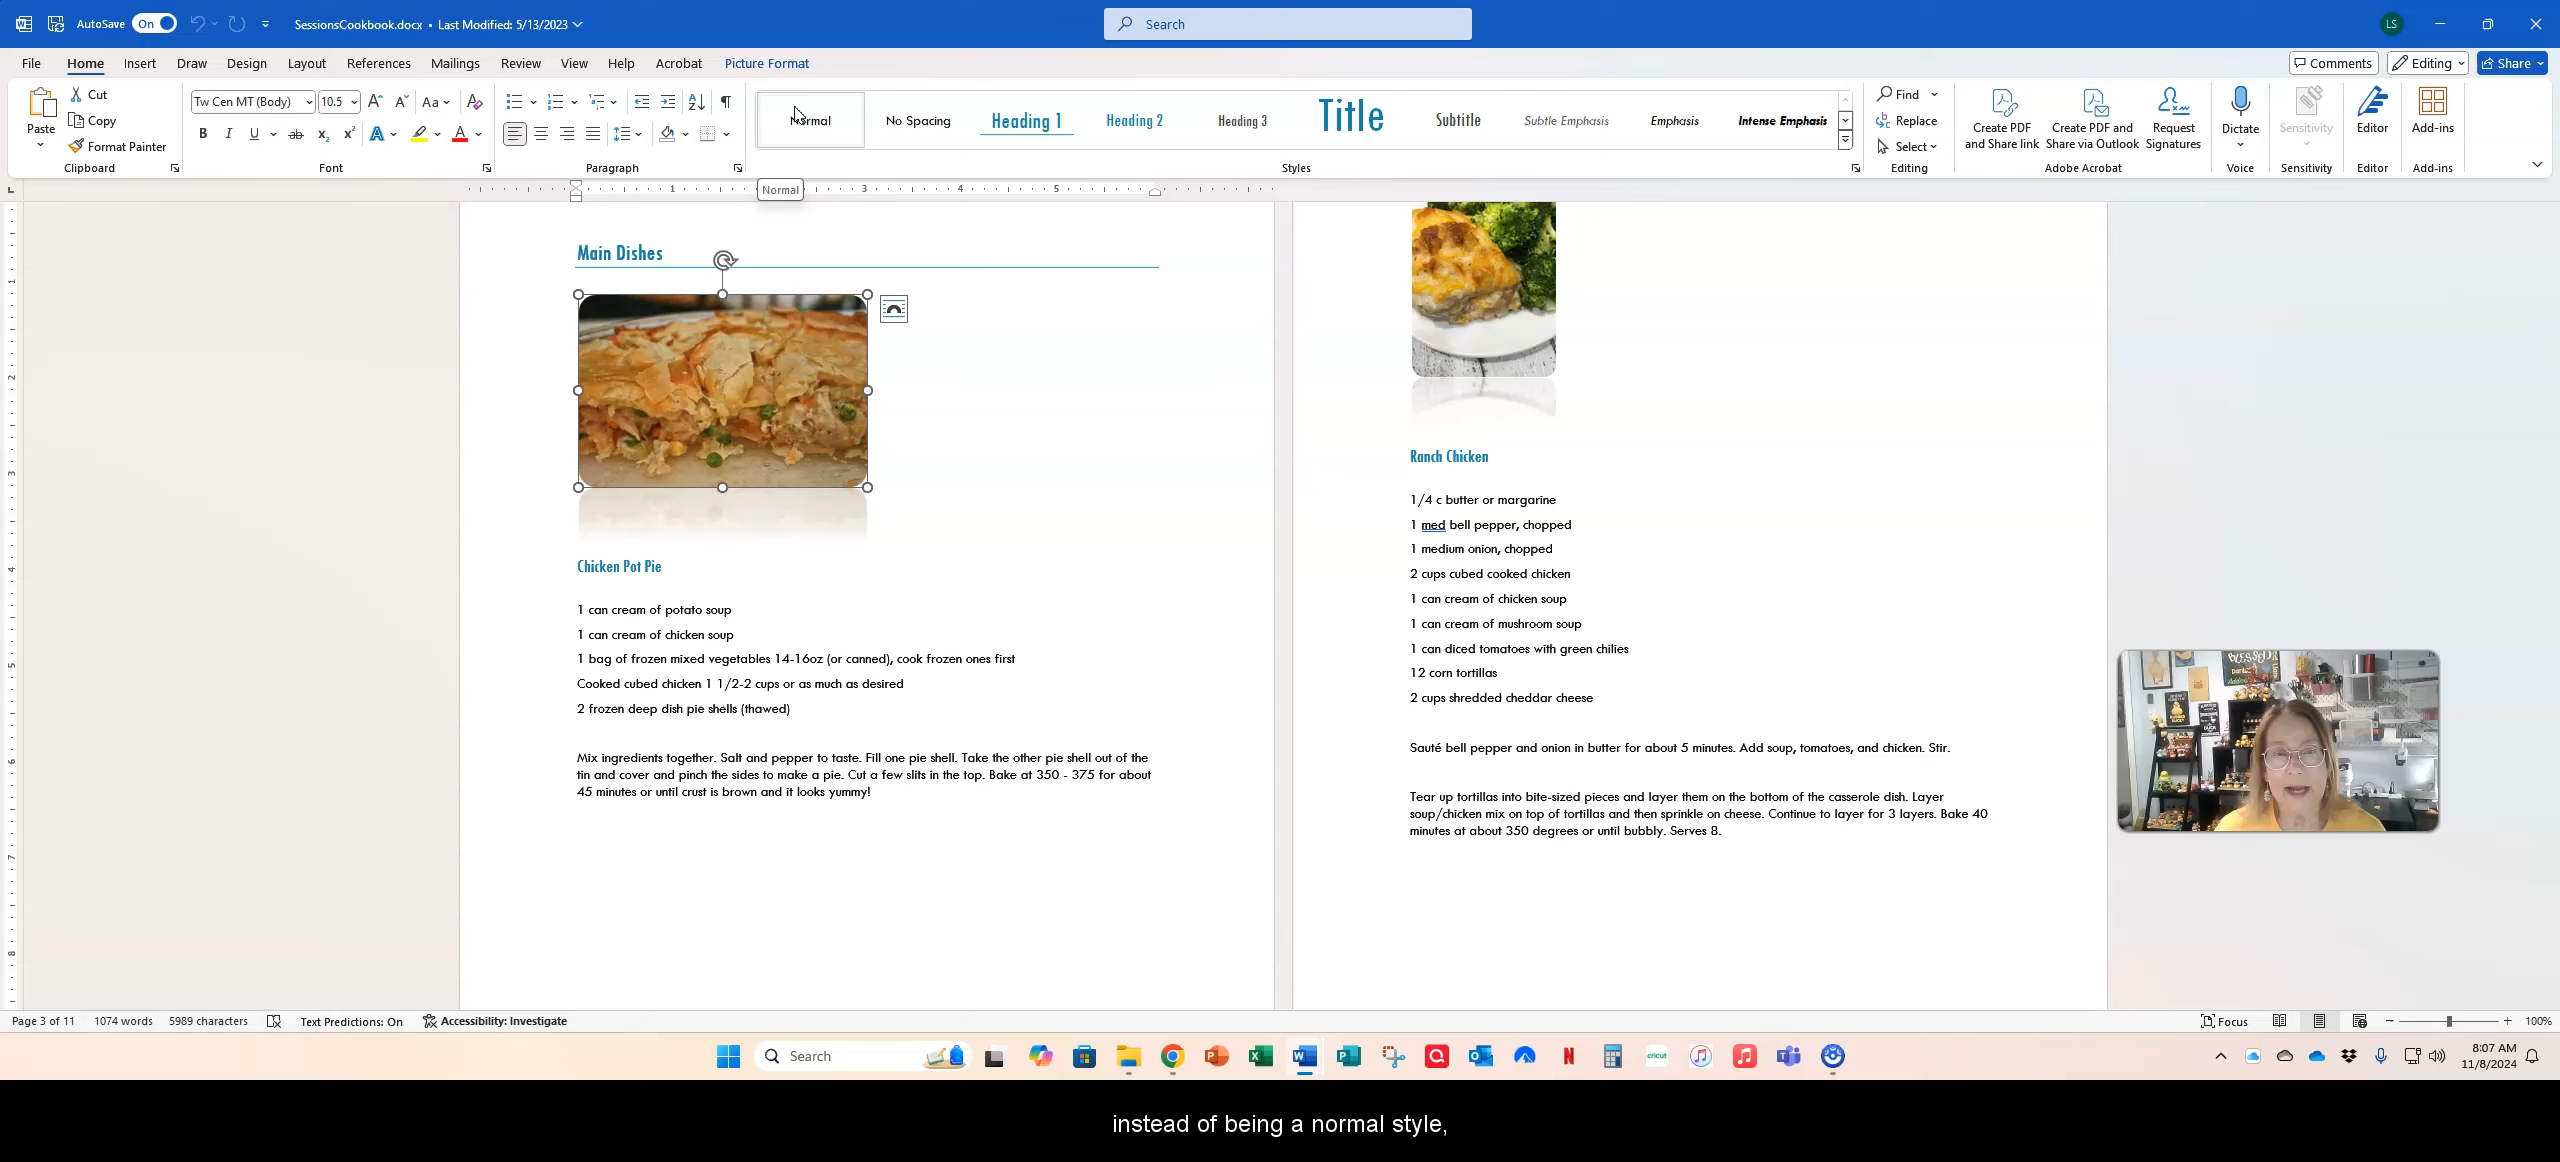 AutoSave On SessionsCookbook.docx • Last Modified: 5/13/2023 Search LS
File Home Insert Draw Design Layout References Mailings Review View Help Acrobat Picture Format Comments Editing Share
Paste
Cut
Copy
Format Painter
Clipboard
Tw Cen MT (Body) 10.5
Font
Paragraph
Normal No Spacing Heading 1 Heading 2 Heading 3 Title Subtitle Subtle Emphasis Emphasis Intense Emphasis
Styles
Find
Replace
Select
Editing
Create PDF
and Share link
Create PDF and
Share via Outlook
Request
Signatures
Adobe Acrobat
Dictate
Voice
Sensitivity
Sensitivity
Editor
Editor
Add-ins
Add-ins
Normal
1 3 4 5
Main Dishes
Chicken Pot Pie
1 can cream of potato soup
1 can cream of chicken soup
1 bag of frozen mixed vegetables 14-16oz (or canned), cook frozen ones first
Cooked cubed chicken 1 1/2-2 cups or as much as desired
2 frozen deep dish pie shells (thawed)
Mix ingredients together. Salt and pepper to taste. Fill one pie shell. Take the other pie shell out of the
tin and cover and pinch the sides to make a pie. Cut a few slits in the top. Bake at 350 - 375 for about
45 minutes or until crust is brown and it looks yummy!
Ranch Chicken
1/4 c butter or margarine
1 med bell pepper, chopped
1 medium onion, chopped
2 cups cubed cooked chicken
1 can cream of chicken soup
1 can cream of mushroom soup
1 can diced tomatoes with green chilies
12 corn tortillas
2 cups shredded cheddar cheese
Sauté bell pepper and onion in butter for about 5 minutes. Add soup, tomatoes, and chicken. Stir.
Tear up tortillas into bite-sized pieces and layer them on the bottom of the casserole dish. Layer
soup/chicken mix on top of tortillas and then sprinkle on cheese. Continue to layer for 3 layers. Bake 40
minutes at about 350 degrees or until bubbly. Serves 8.
BLESSED
Page 3 of 11 1074 words 5989 characters Text Predictions: On Accessibility: Investigate Focus 100%
Search
8:07 AM
11/8/2024
instead of being a normal style,